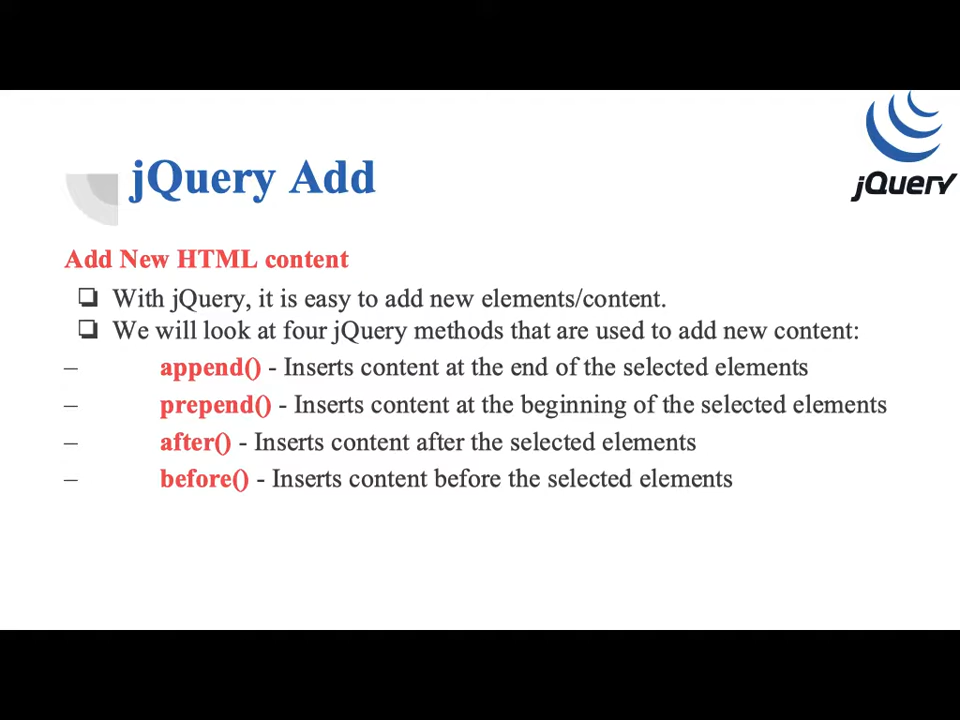 jQuery
jQuery Add
Add New HTML content
❏ With jQuery, it is easy to add new elements/content.
❏ We will look at four jQuery methods that are used to add new content:
– append() - Inserts content at the end of the selected elements
– prepend() - Inserts content at the beginning of the selected elements
– after() - Inserts content after the selected elements
– before() - Inserts content before the selected elements